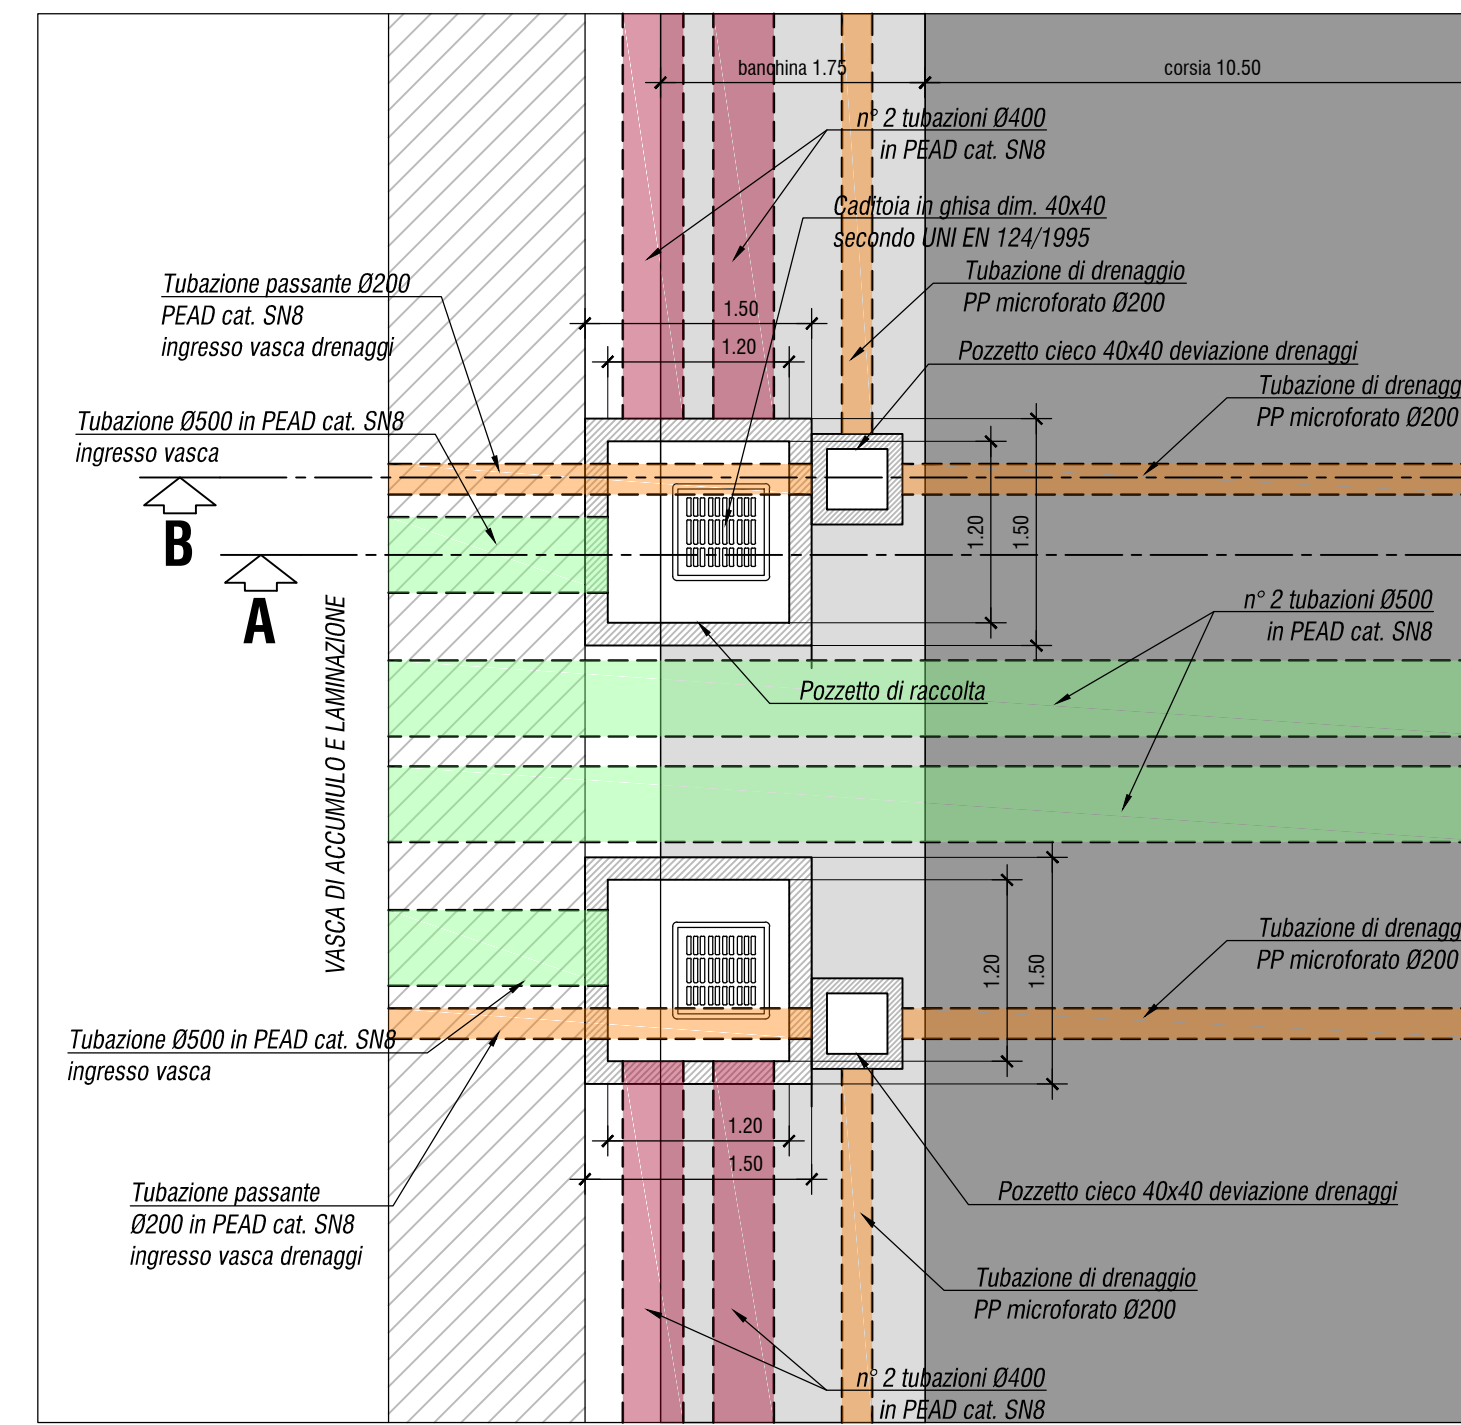 banchina 1.75
corsia 10.50
n° 2 tubazioni Ø400
in PEAD cat. SN8
Caditoia in ghisa dim. 40x40
secondo UNI EN 124/1995
Tubazione di drenaggio
PP microforato Ø200
Tubazione passante Ø200
PEAD cat. SN8
ingresso vasca drenaggi
1.50
1.20
Pozzetto cieco 40x40 deviazione drenaggi
Tubazione di drenagg
PP microforato Ø200
Tubazione Ø500 in PEAD cat. SN8
ingresso vasca
B
A
1.20
1.50
VASCA DI ACCUMULO E LAMINAZIONE
n° 2 tubazioni Ø500
in PEAD cat. SN8
Pozzetto di raccolta
Tubazione di drenagg
PP microforato Ø200
1.20
1.50
Tubazione Ø500 in PEAD cat. SN8
ingresso vasca
1.20
1.50
Tubazione passante
Ø200 in PEAD cat. SN8
ingresso vasca drenaggi
Pozzetto cieco 40x40 deviazione drenaggi
Tubazione di drenaggio
PP microforato Ø200
n° 2 tubazioni Ø400
in PEAD cat. SN8